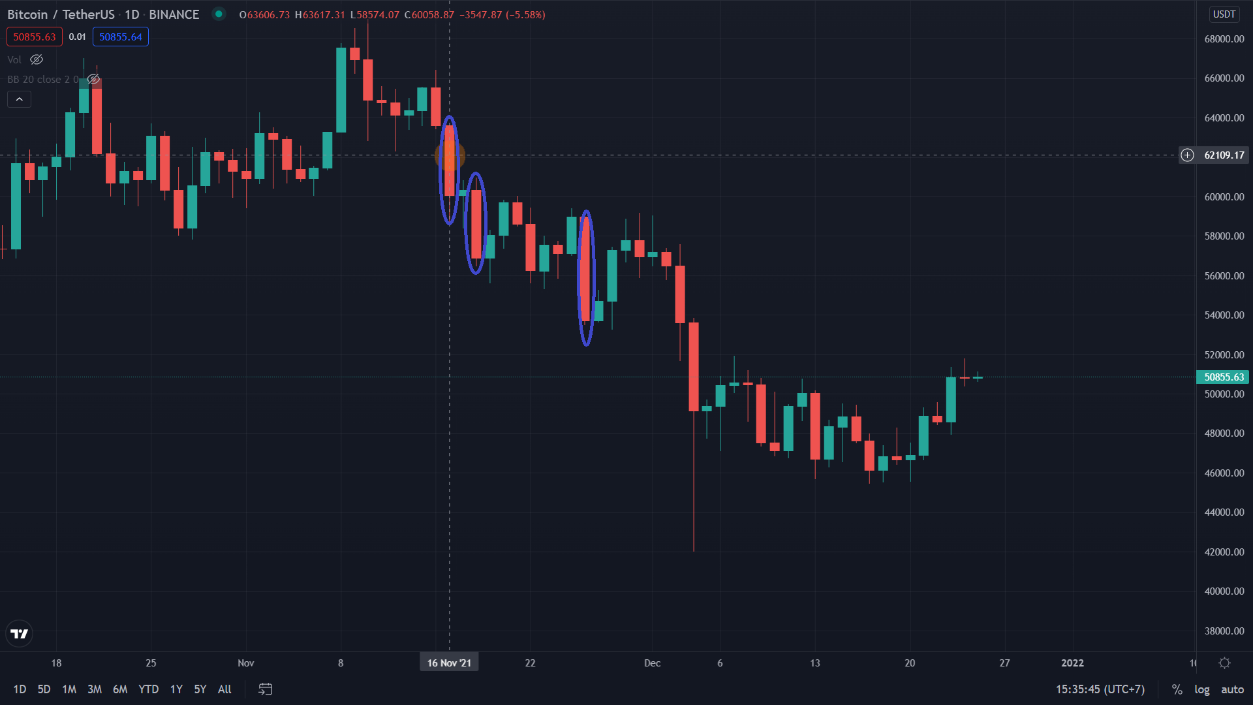 Bitcoin / TetherUS · 1D · BINANCE O63606.73 H63617.31 L58574.07 C60058.87 −3547.87 (−5.58%)
USDT
50855.63 0.01 50855.64
Vol
BB 20 close 2 0
68000.00
66000.00
64000.00
62109.17
60000.00
58000.00
56000.00
54000.00
52000.00
50855.63
50000.00
48000.00
46000.00
44000.00
42000.00
40000.00
38000.00
18 25 Nov 8 16 Nov '21 22 Dec 6 13 20 27 2022
1D 5D 1M 3M 6M YTD 1Y 5Y All 15:35:45 (UTC+7) % log auto